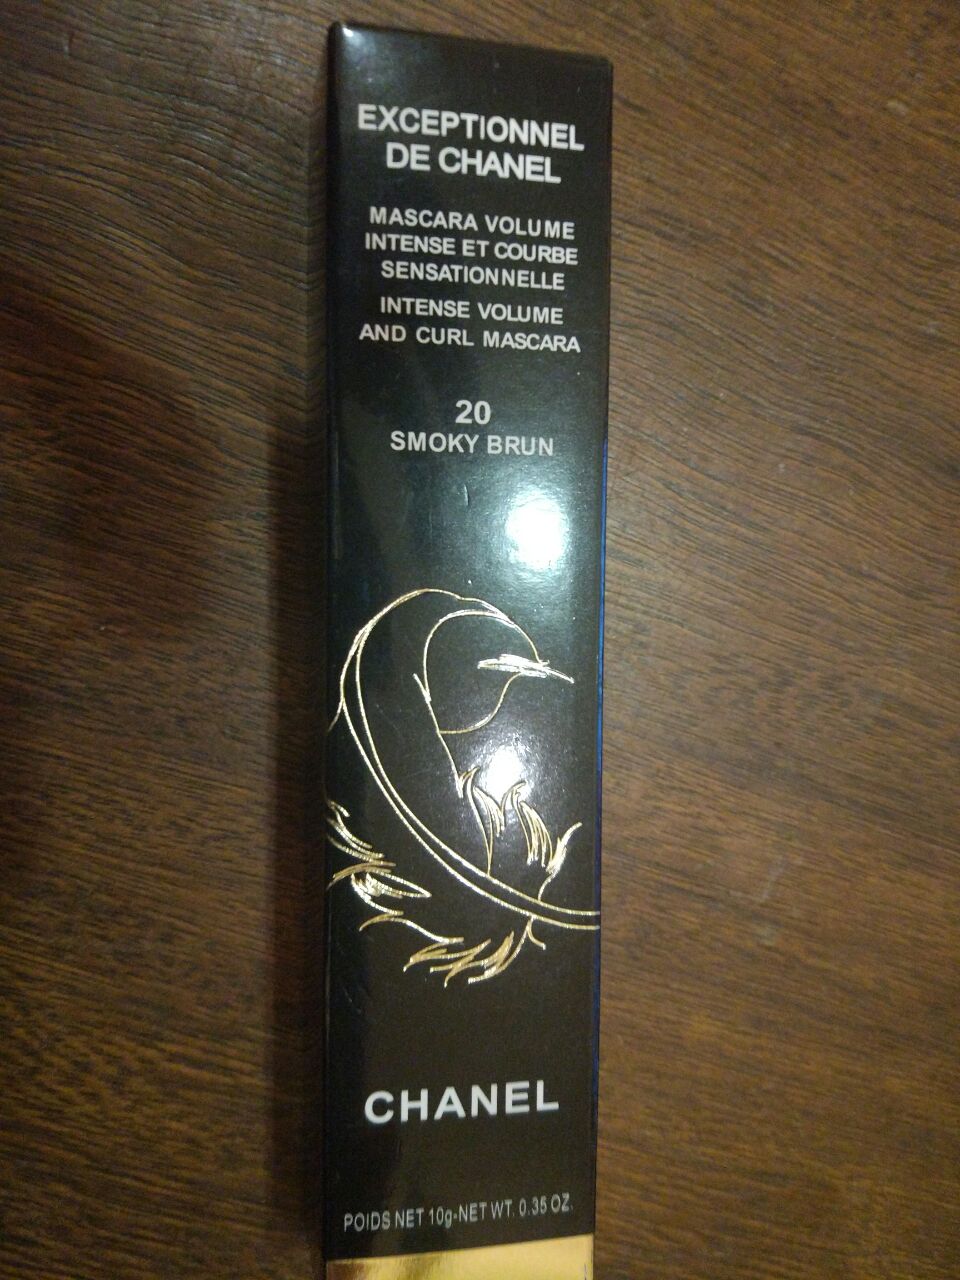 EXCEPTIONNEL
DE CHANEL
MASCARA VOLUME
INTENSE ET COURBE
SENSATIONNELLE
INTENSE VOLUME
AND CURL MASCARA
20
SMOKY BRUN
CHANEL
POIDS NET 10g-NET WT. 0.35 OZ.